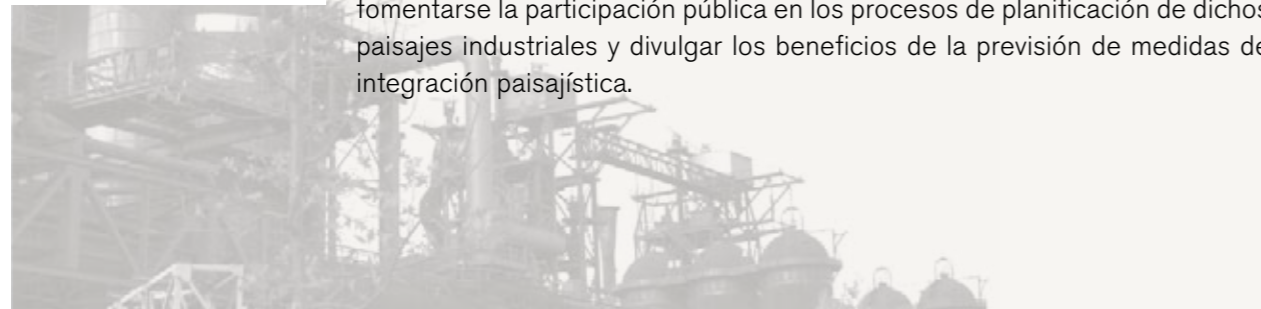 fomentarse la participación pública en los procesos de planificación de dichos
paisajes industriales y divulgar los beneficios de la previsión de medidas de
integración paisajística.